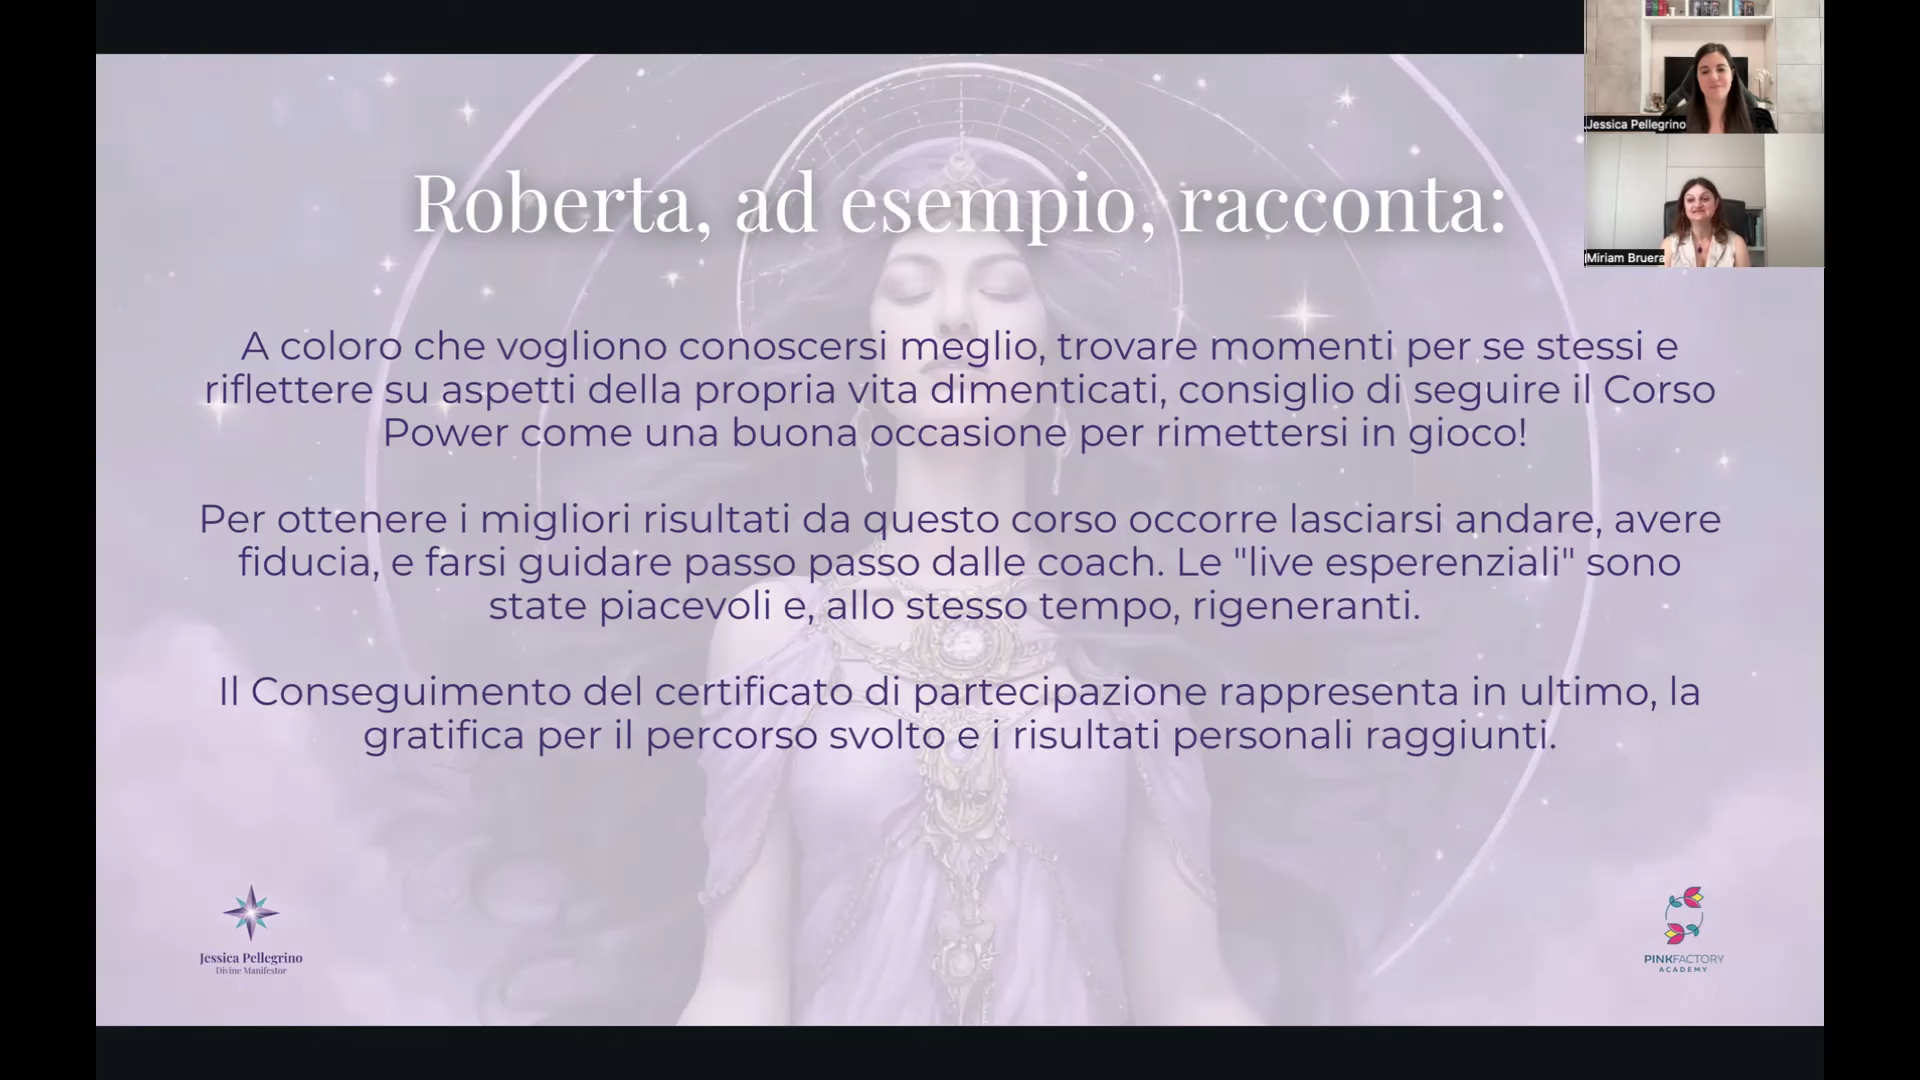 Jessica Pellegrino
Miriam Bruera
Roberta, ad esempio, racconta:
A coloro che vogliono conoscersi meglio, trovare momenti per se stessi e
riflettere su aspetti della propria vita dimenticati, consiglio di seguire il Corso
Power come una buona occasione per rimettersi in gioco!
Per ottenere i migliori risultati da questo corso occorre lasciarsi andare, avere
fiducia, e farsi guidare passo passo dalle coach. Le "live esperenziali" sono
state piacevoli e, allo stesso tempo, rigeneranti.
Il Conseguimento del certificato di partecipazione rappresenta in ultimo, la
gratifica per il percorso svolto e i risultati personali raggiunti.
Jessica Pellegrino
Divine Manifestor
PINKFACTORY
ACADEMY